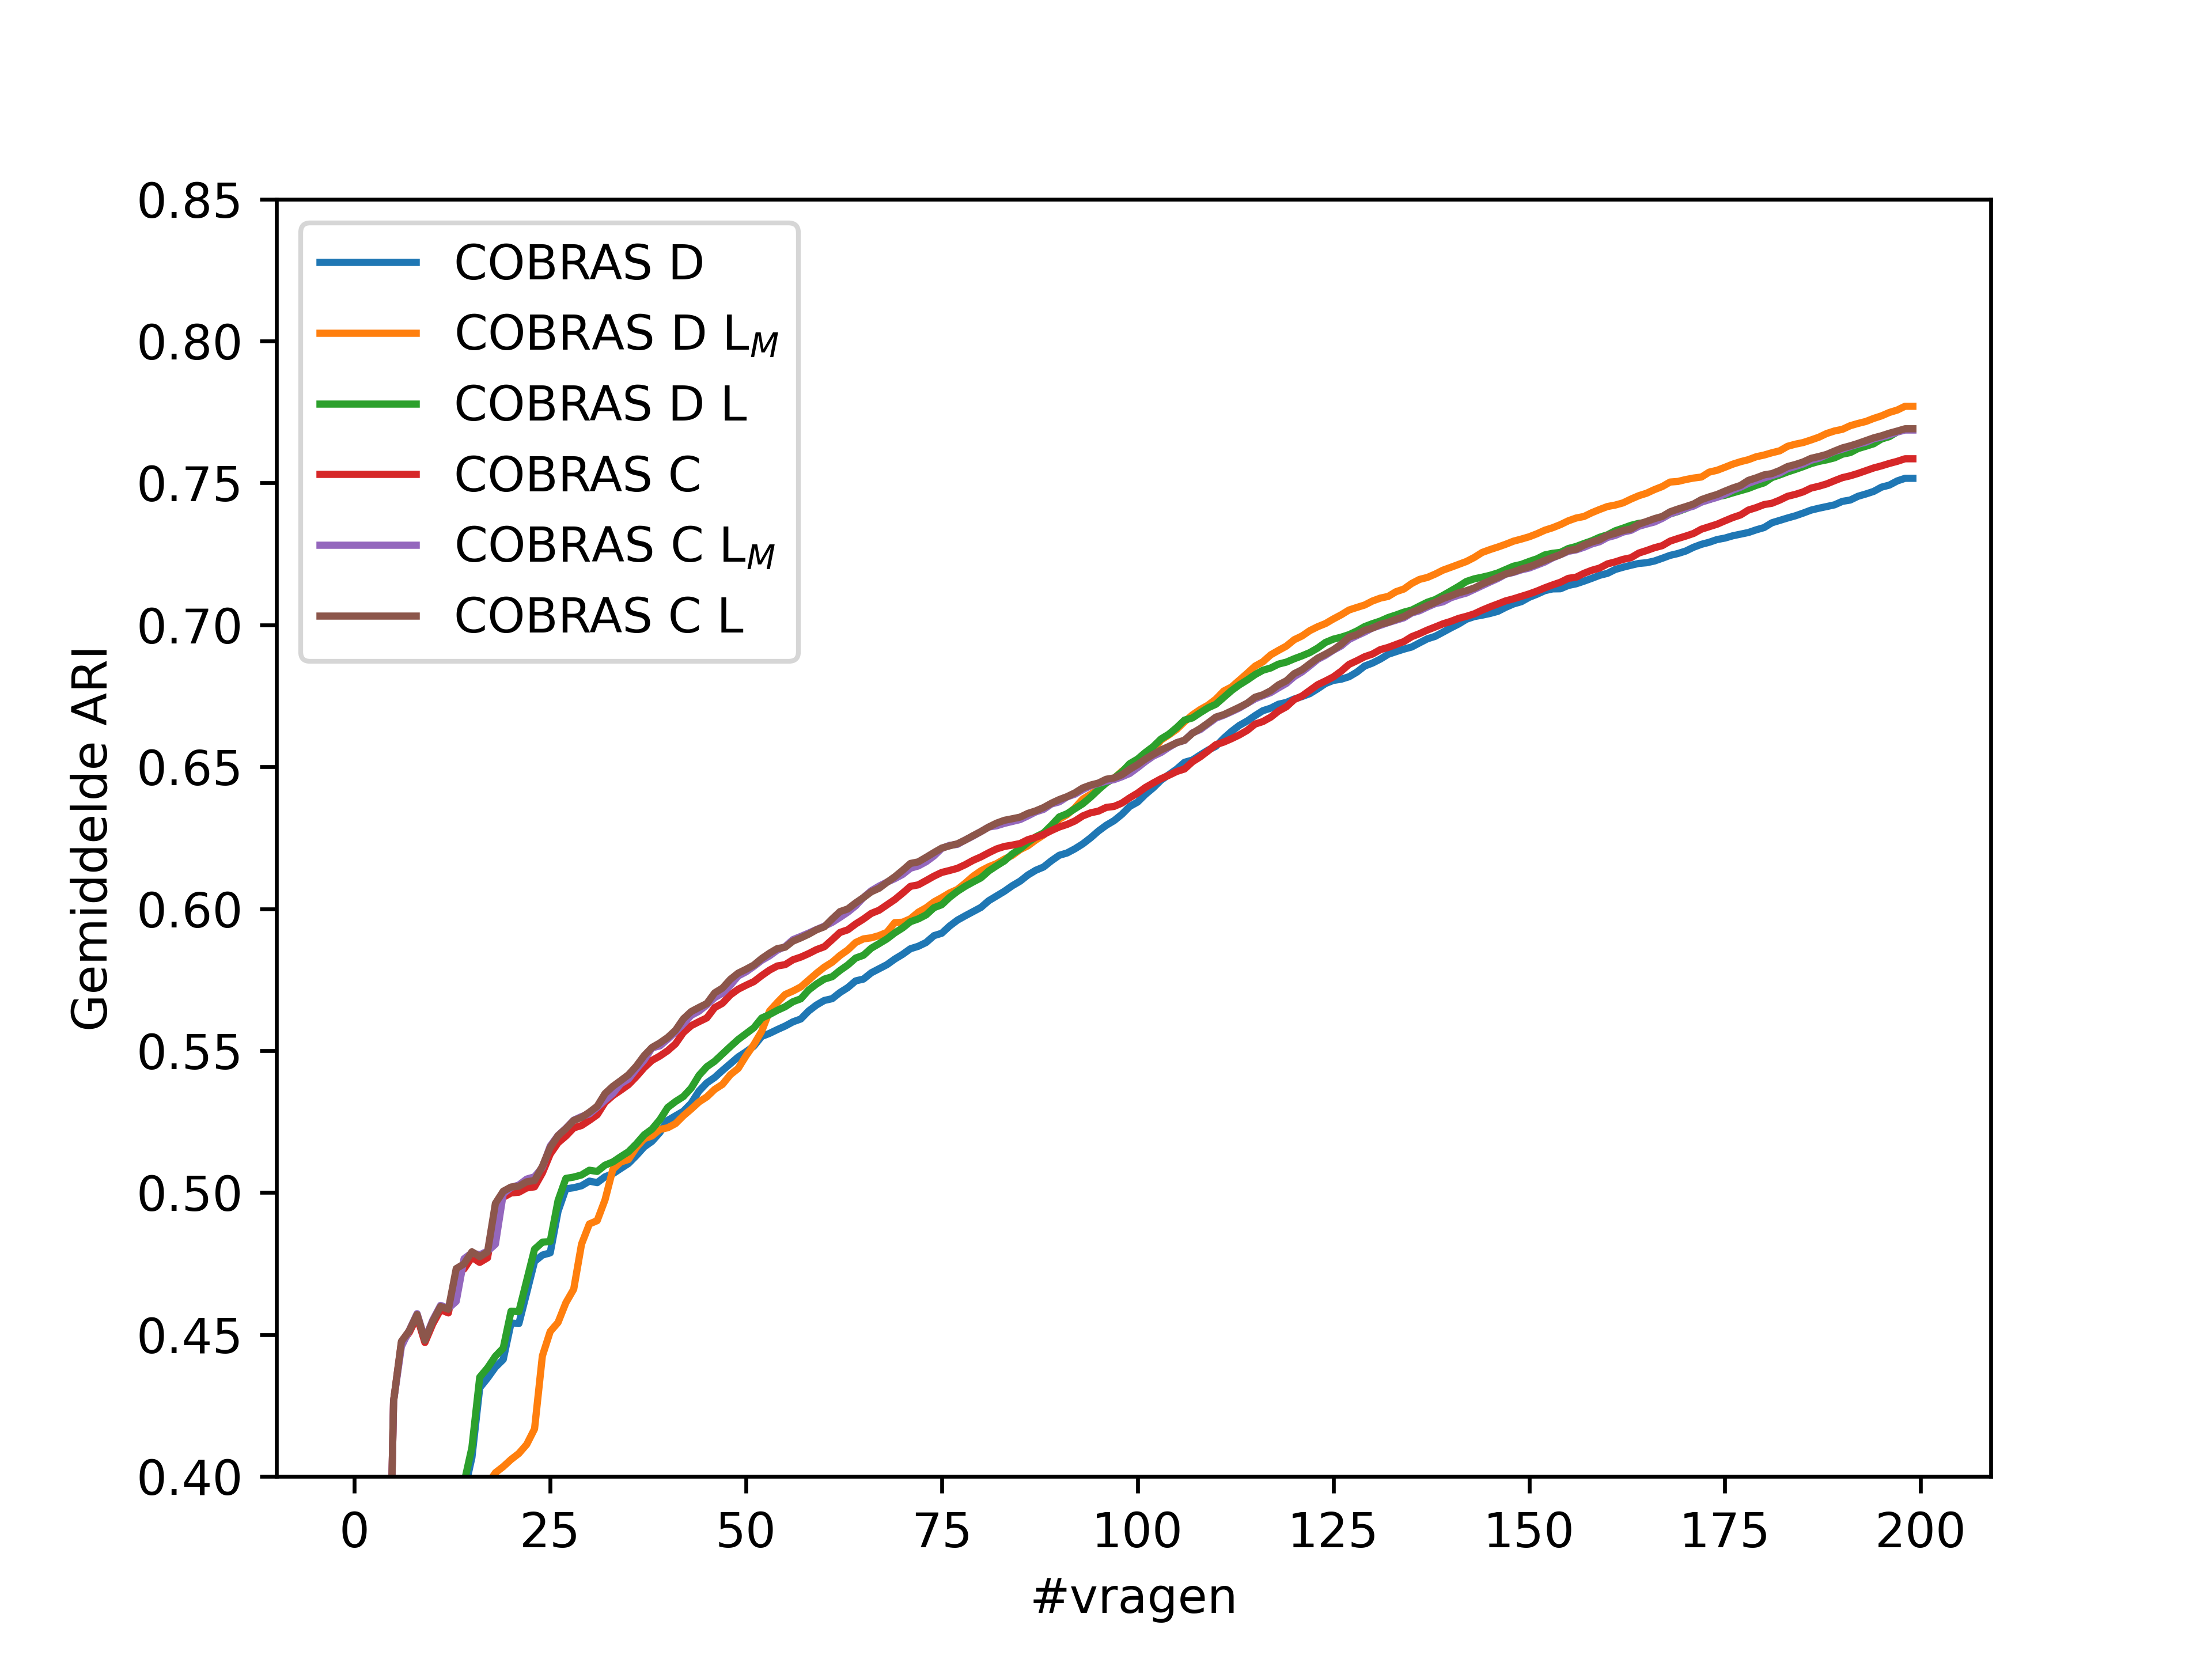 0.85
0.80
0.75
0.70
0.65
0.60
0.55
0.50
0.45
0.40
Gemiddelde ARI
COBRAS D
COBRAS D L_M
COBRAS D L
COBRAS C
COBRAS C L_M
COBRAS C L
0 25 50 75 100 125 150 175 200
#vragen